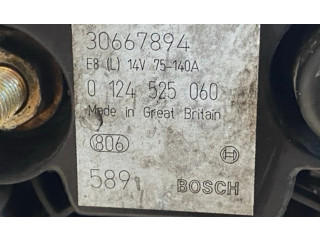 30667894
E8 (L) 14V 75-140A
0 124 525 060
Made in Great Britain
806
589 BOSCH